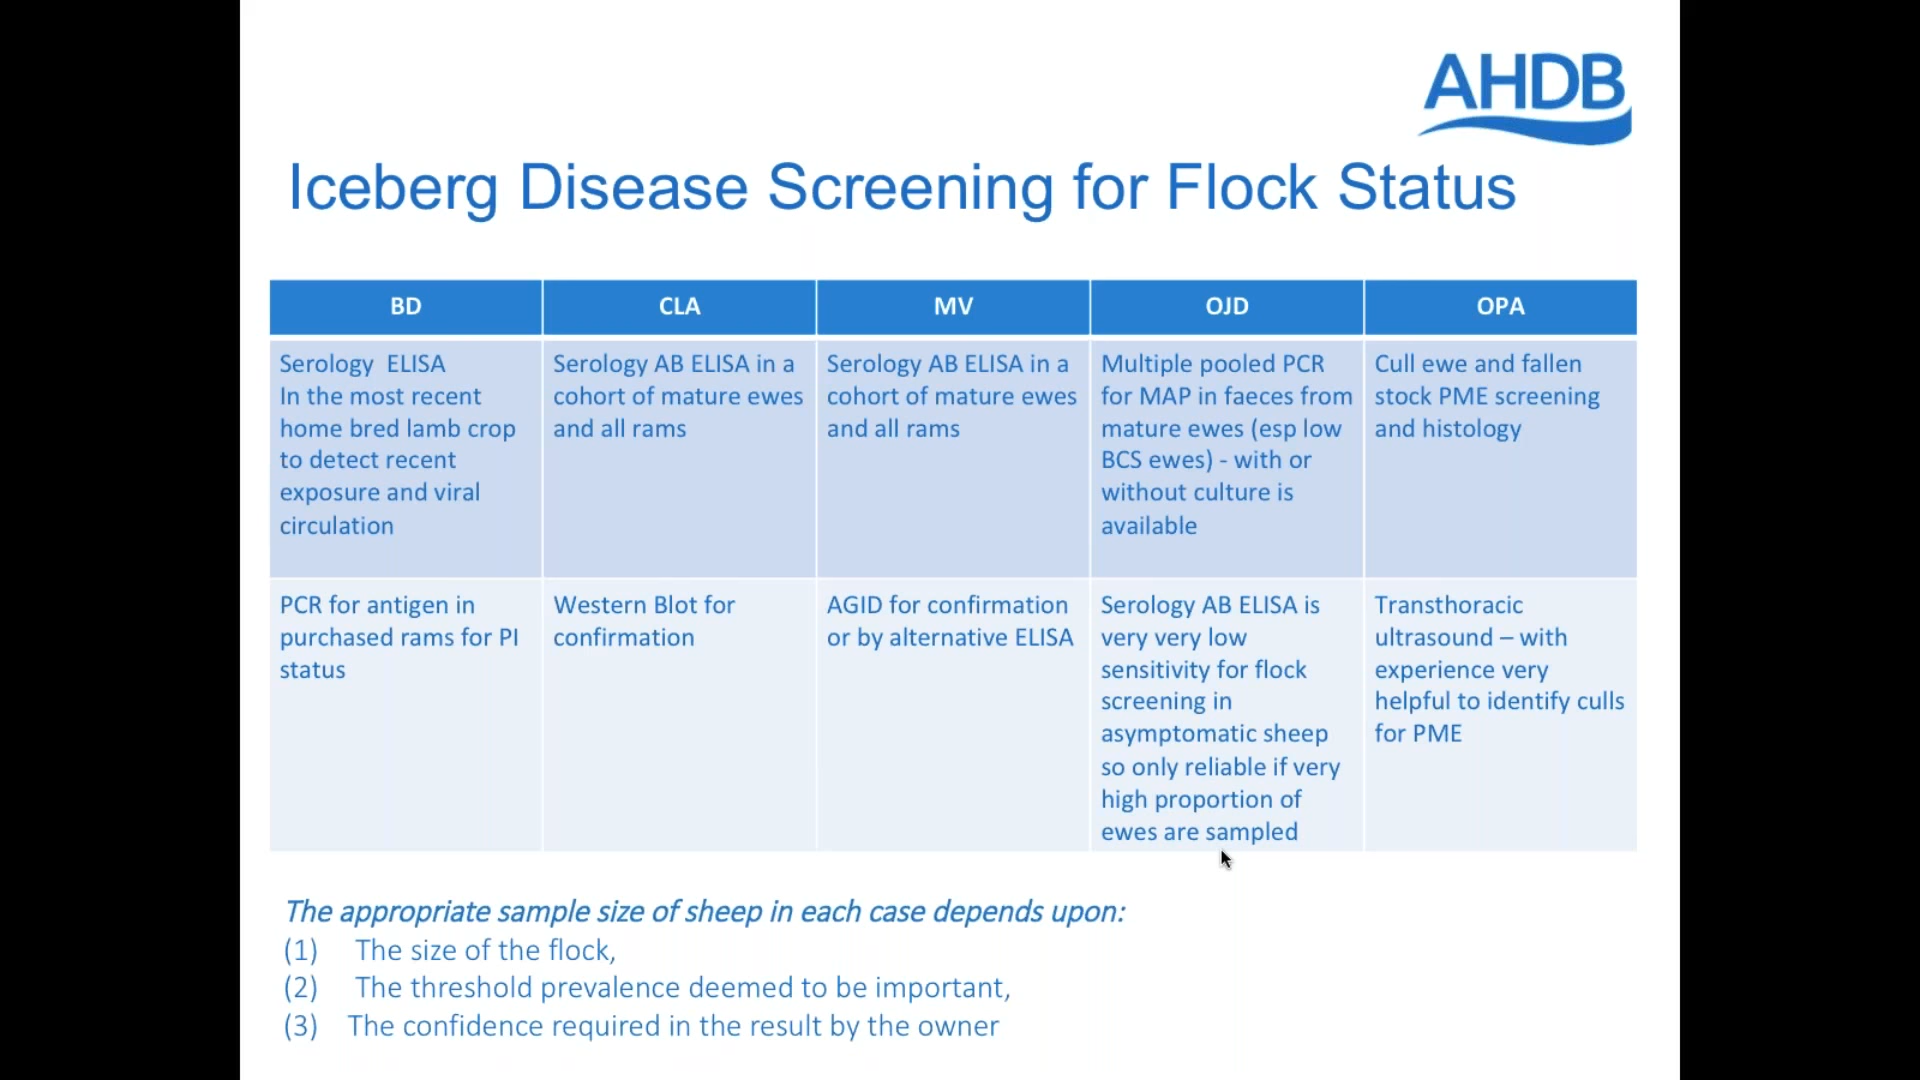 AHDB
Iceberg Disease Screening for Flock Status
BD
CLA
MV
OJD
OPA
Serology  ELISA
In the most recent
home bred lamb crop
to detect recent
exposure and viral
circulation
Serology AB ELISA in a
cohort of mature ewes
and all rams
Serology AB ELISA in a
cohort of mature ewes
and all rams
Multiple pooled PCR
for MAP in faeces from
mature ewes (esp low
BCS ewes) - with or
without culture is
available
Cull ewe and fallen
stock PME screening
and histology
PCR for antigen in
purchased rams for PI
status
Western Blot for
confirmation
AGID for confirmation
or by alternative ELISA
Serology AB ELISA is
very very low
sensitivity for flock
screening in
asymptomatic sheep
so only reliable if very
high proportion of
ewes are sampled
Transthoracic
ultrasound – with
experience very
helpful to identify culls
for PME
The appropriate sample size of sheep in each case depends upon:
(1) The size of the flock,
(2) The threshold prevalence deemed to be important,
(3) The confidence required in the result by the owner